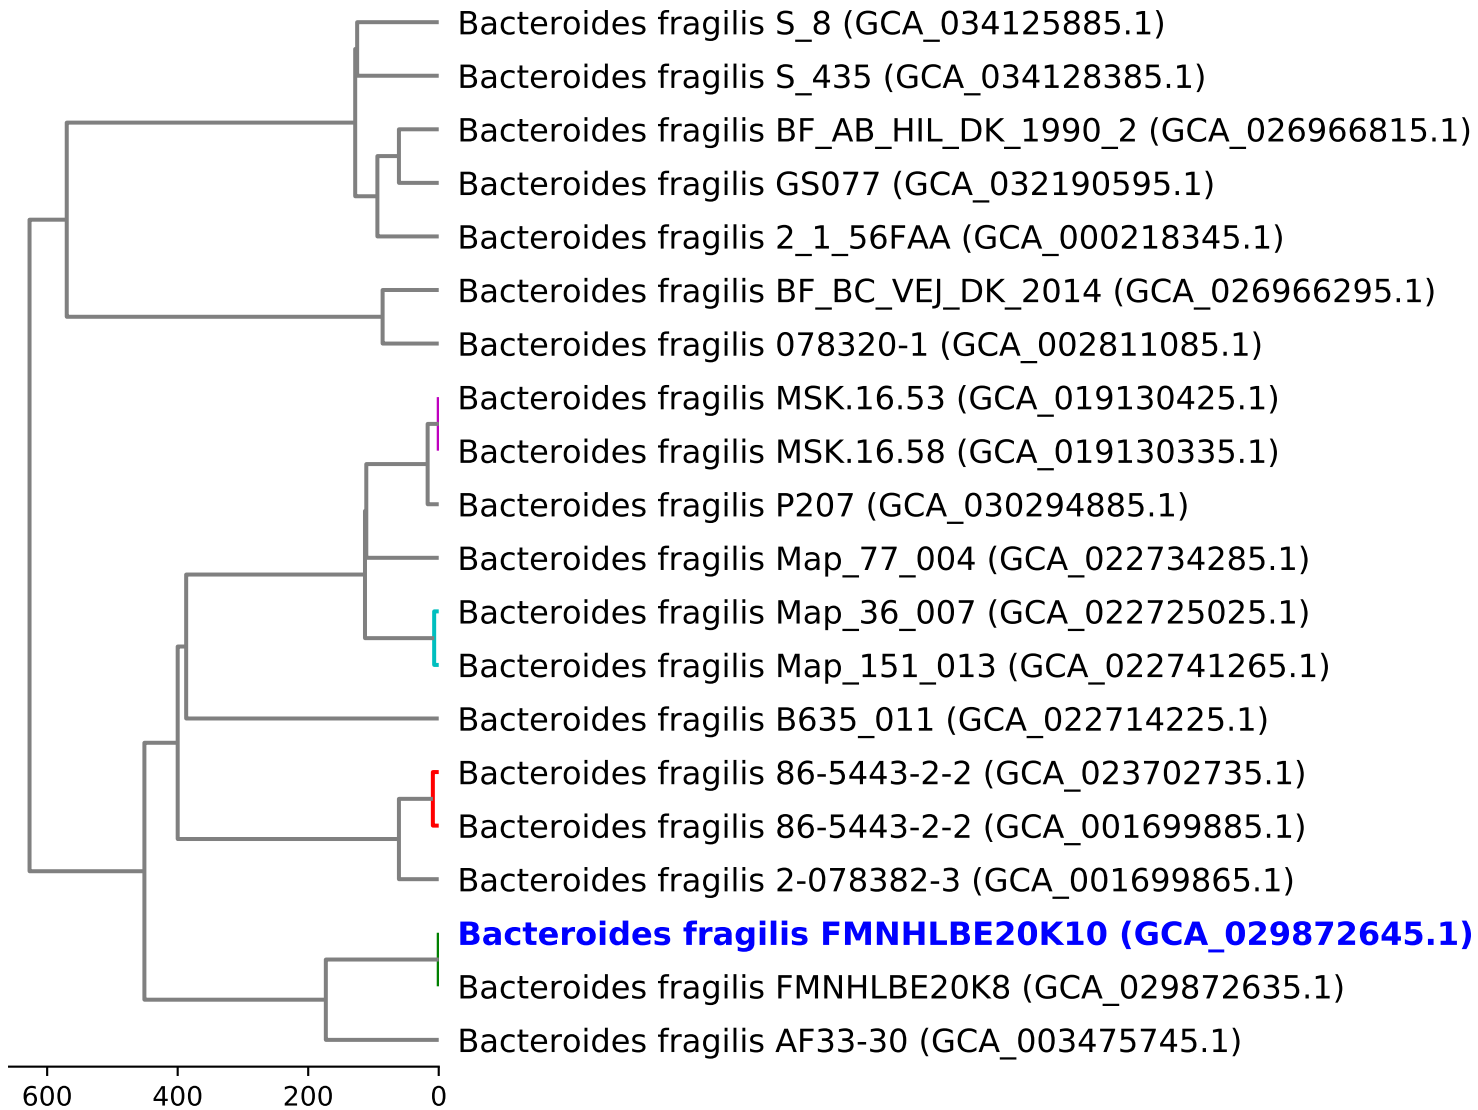 Bacteroides fragilis S_8 (GCA_034125885.1)
Bacteroides fragilis S_435 (GCA_034128385.1)
Bacteroides fragilis BF_AB_HIL_DK_1990_2 (GCA_026966815.1)
Bacteroides fragilis GS077 (GCA_032190595.1)
Bacteroides fragilis 2_1_56FAA (GCA_000218345.1)
Bacteroides fragilis BF_BC_VEJ_DK_2014 (GCA_026966295.1)
Bacteroides fragilis 078320-1 (GCA_002811085.1)
Bacteroides fragilis MSK.16.53 (GCA_019130425.1)
Bacteroides fragilis MSK.16.58 (GCA_019130335.1)
Bacteroides fragilis P207 (GCA_030294885.1)
Bacteroides fragilis Map_77_004 (GCA_022734285.1)
Bacteroides fragilis Map_36_007 (GCA_022725025.1)
Bacteroides fragilis Map_151_013 (GCA_022741265.1)
Bacteroides fragilis B635_011 (GCA_022714225.1)
Bacteroides fragilis 86-5443-2-2 (GCA_023702735.1)
Bacteroides fragilis 86-5443-2-2 (GCA_001699885.1)
Bacteroides fragilis 2-078382-3 (GCA_001699865.1)
Bacteroides fragilis FMNHLBE20K10 (GCA_029872645.1)
Bacteroides fragilis FMNHLBE20K8 (GCA_029872635.1)
Bacteroides fragilis AF33-30 (GCA_003475745.1)
600 400 200 0